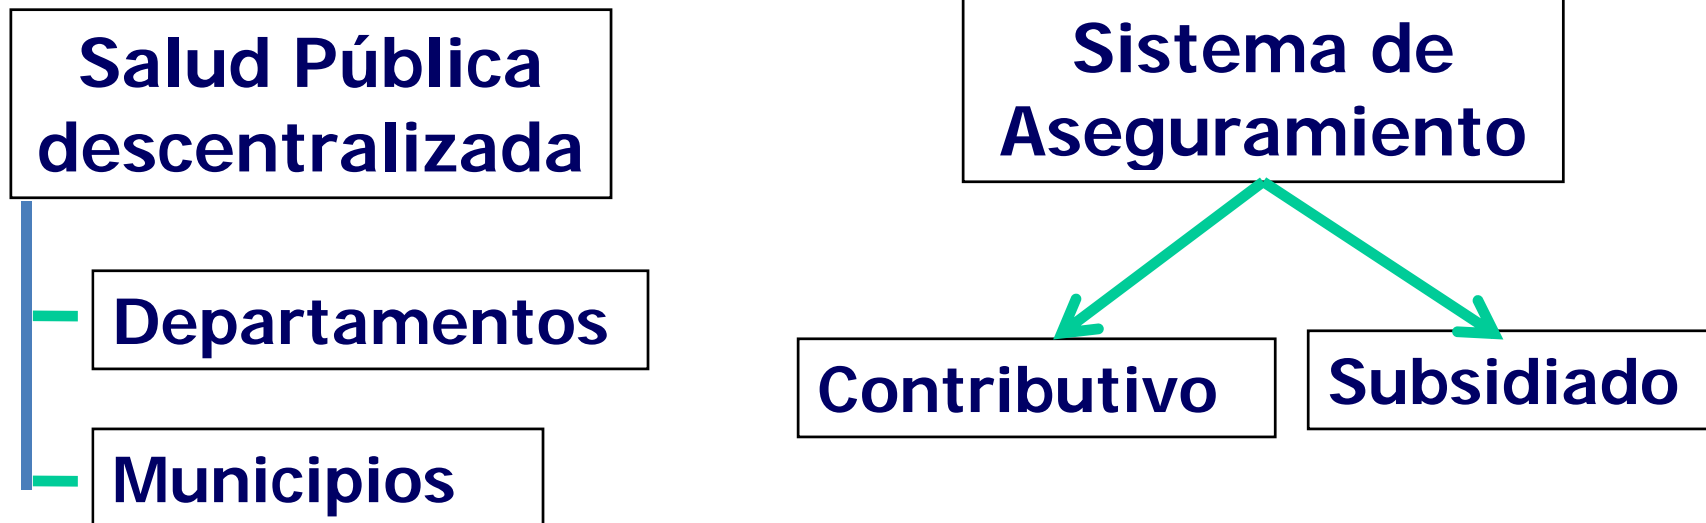 Salud Pública
descentralizada
Departamentos
Municipios
Sistema de
Aseguramiento
Contributivo
Subsidiado